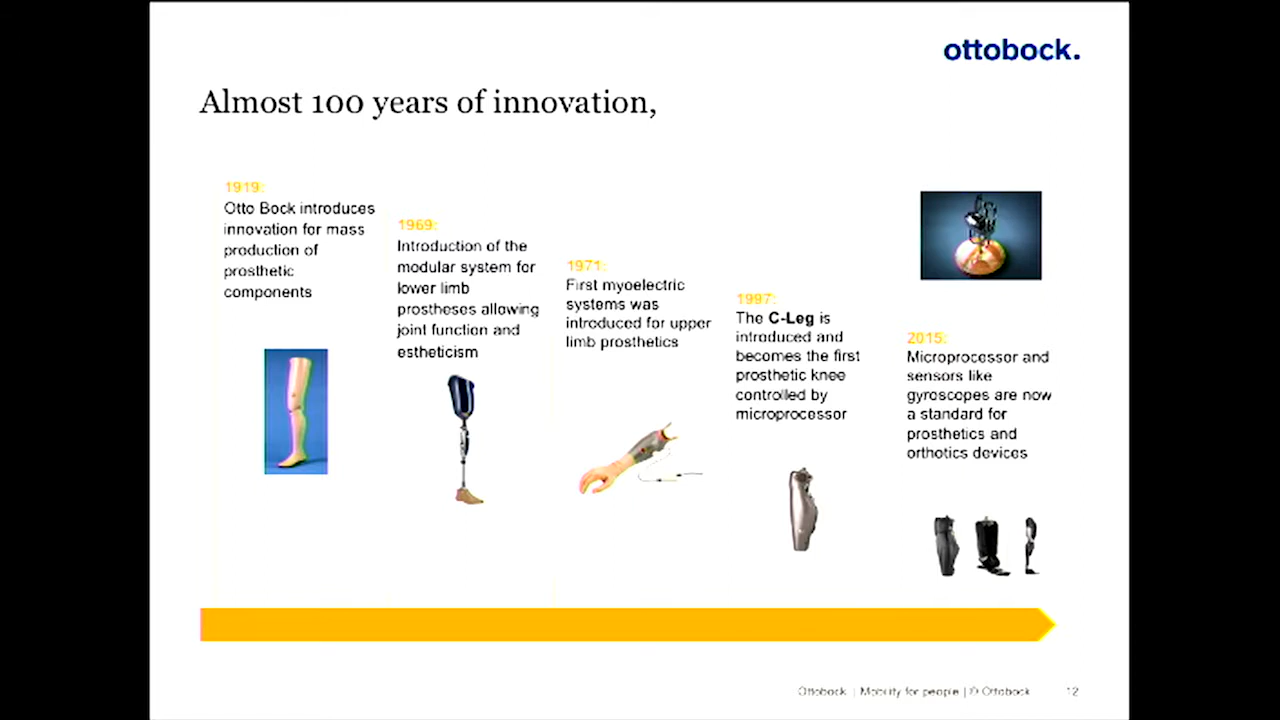 ottobock.
Almost 100 years of innovation,
1919:
Otto Bock introduces
innovation for mass
production of
prosthetic
components
1969:
Introduction of the
modular system for
lower limb
prostheses allowing
joint function and
estheticism
1971:
First myoelectric
systems was
introduced for upper
limb prosthetics
1997:
The C-Leg is
introduced and
becomes the first
prosthetic knee
controlled by
microprocessor
2015:
Microprocessor and
sensors like
gyroscopes are now
a standard for
prosthetics and
orthotics devices
Ottobock | Mobility for people | © Ottobock 12